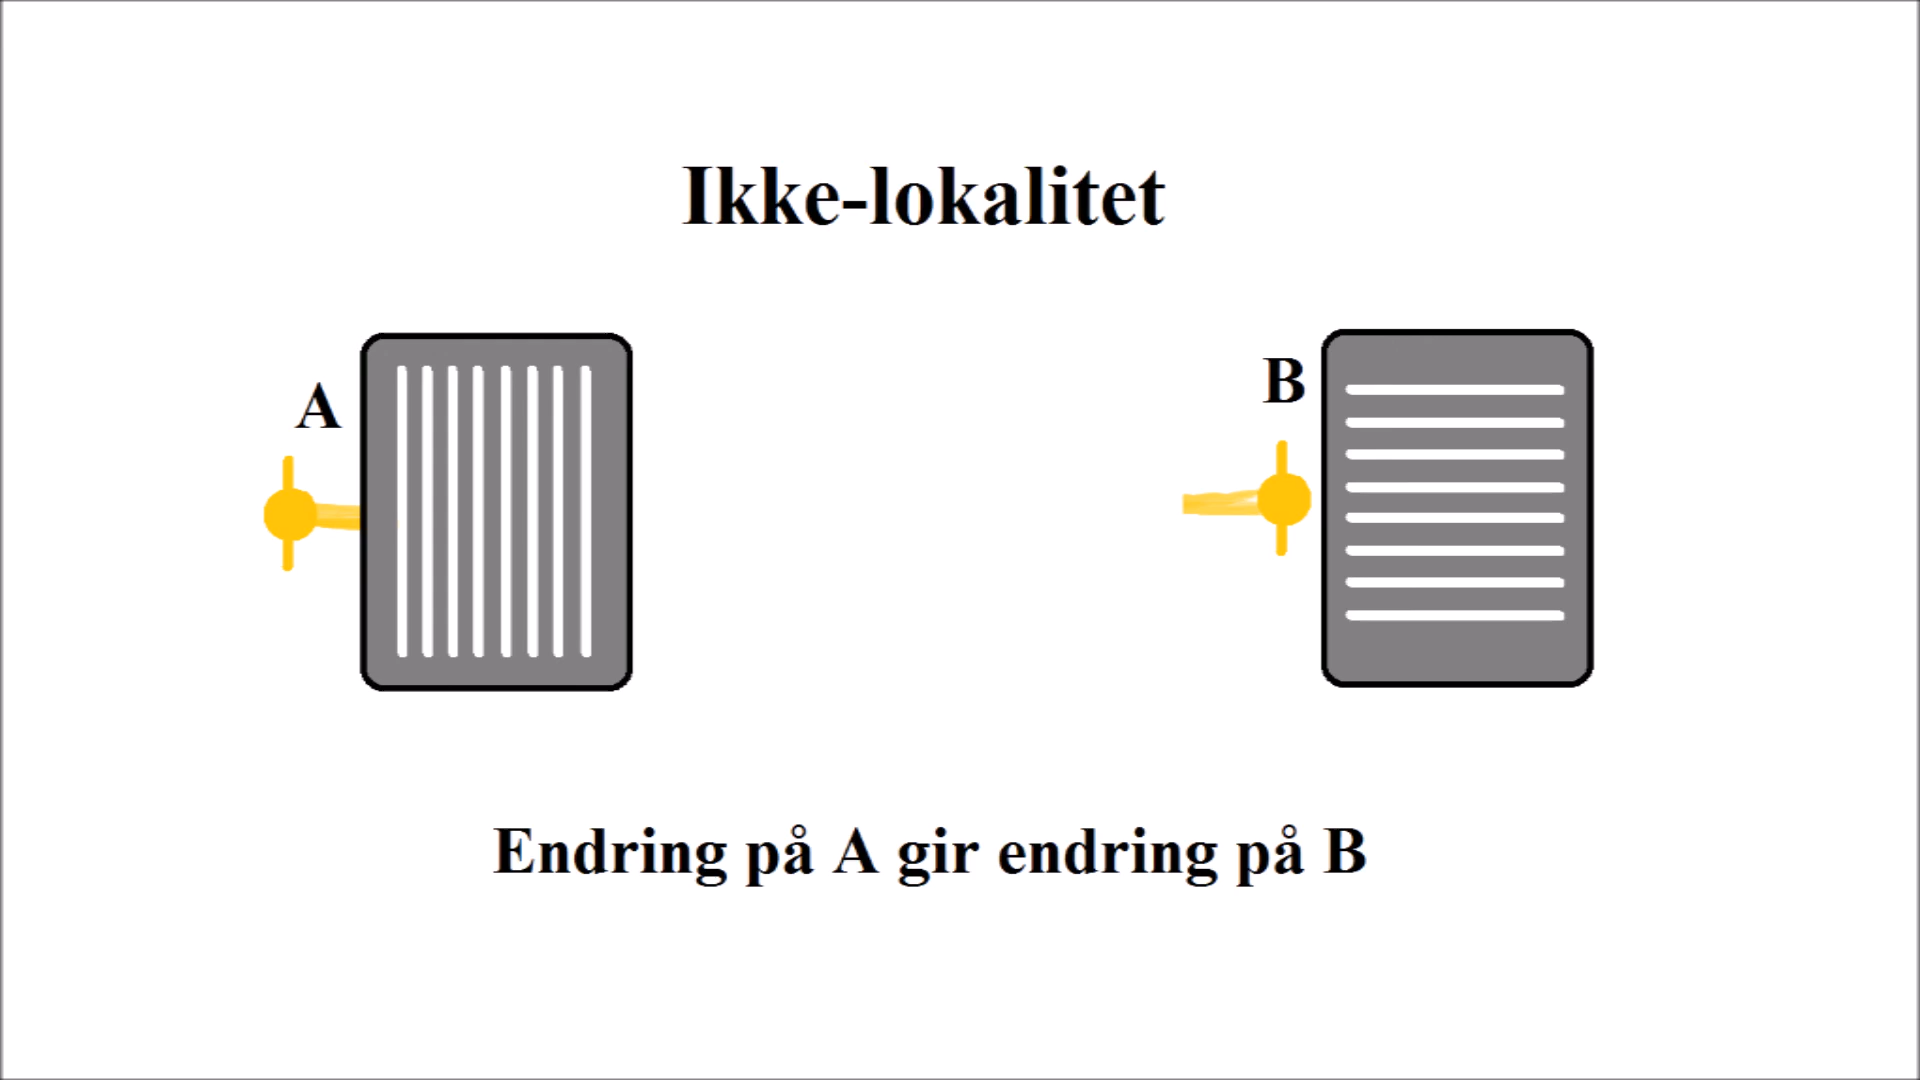 Ikke-lokalitet
A
B
Endring på A gir endring på B